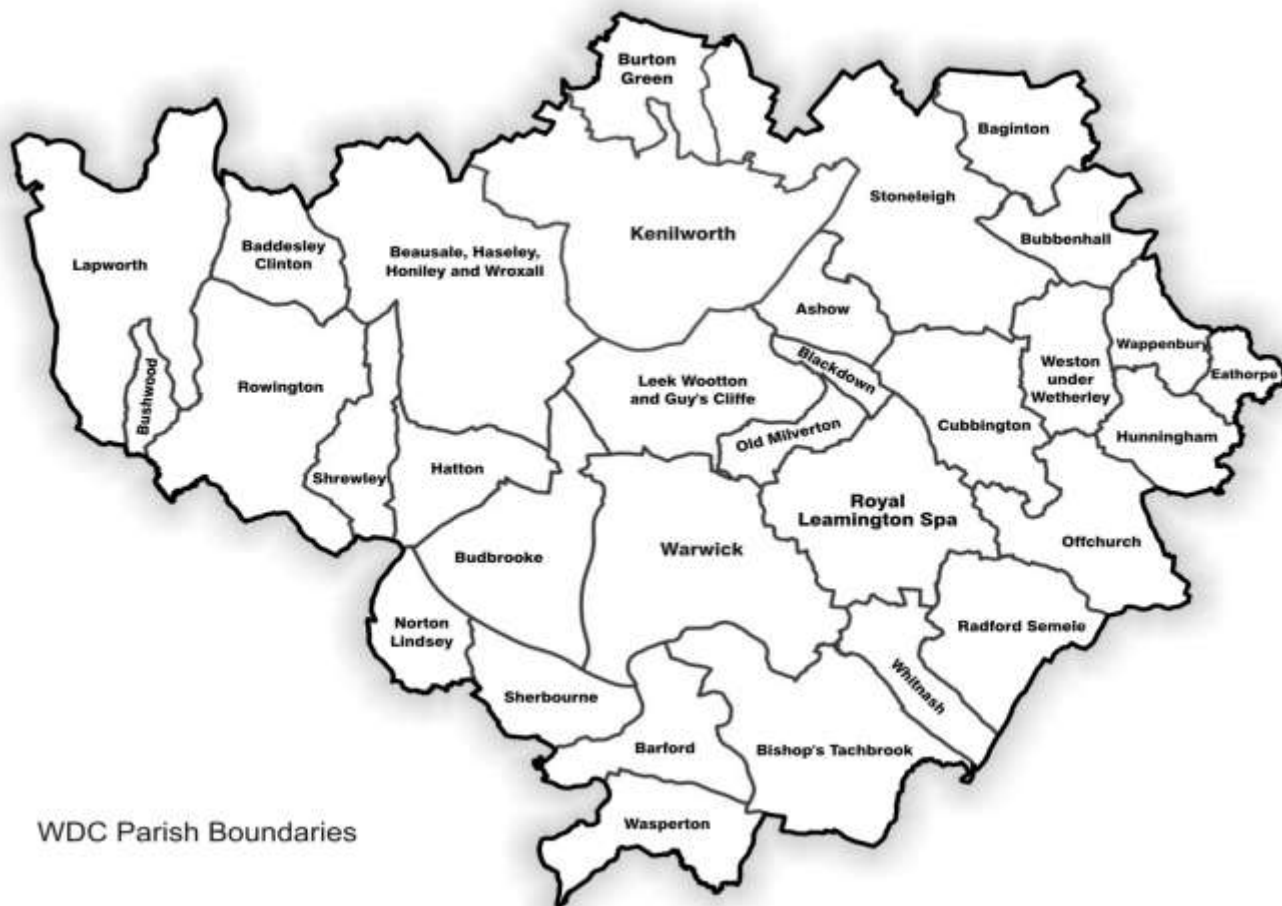 Burton
Green
Baginton
Stoneleigh
Kenilworth
Bubbenhall
Baddesley
Clinton
Beausale, Haseley,
Honiley and Wroxall
Lapworth
Ashow
Wappenbury
Eathorpe
Blackdown
Weston
under
Wetherley
Bushwood
Rowington
Leek Wootton
and Guy's Cliffe
Old Milverton
Cubbington
Hunningham
Shrewley
Hatton
Royal
Leamington Spa
Offchurch
Budbrooke
Warwick
Norton
Lindsey
Radford Semele
Whitnash
Sherbourne
Barford
Bishop's Tachbrook
Wasperton
WDC Parish Boundaries